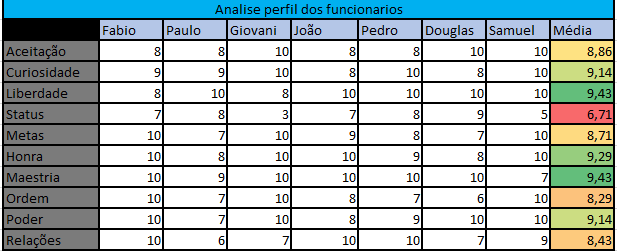 Analise perfil dos funcionarios
Fabio Paulo Giovani João Pedro Douglas Samuel Média
Aceitação 8 8 10 8 8 10 10 8,86
Curiosidade 9 9 10 8 10 8 10 9,14
Liberdade 8 10 8 10 10 10 10 9,43
Status 7 8 3 7 8 9 5 6,71
Metas 10 7 10 9 8 7 10 8,71
Honra 10 8 10 10 9 8 10 9,29
Maestria 10 9 10 10 10 10 7 9,43
Ordem 10 7 10 8 7 6 10 8,29
Poder 10 7 10 8 9 10 10 9,14
Relações 10 6 7 10 10 7 9 8,43